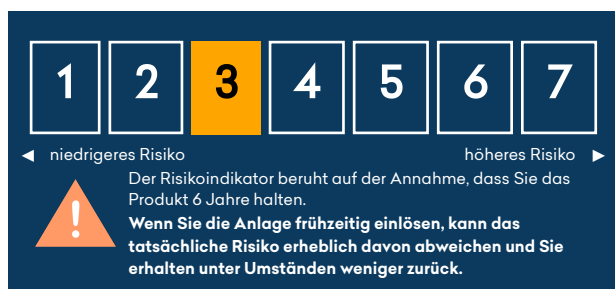 1 2 3 4 5 6 7
◄ niedrigeres Risiko höheres Risiko ►
Der Risikoindikator beruht auf der Annahme, dass Sie das
Produkt 6 Jahre halten.
Wenn Sie die Anlage frühzeitig einlösen, kann das
tatsächliche Risiko erheblich davon abweichen und Sie
erhalten unter Umständen weniger zurück.
!